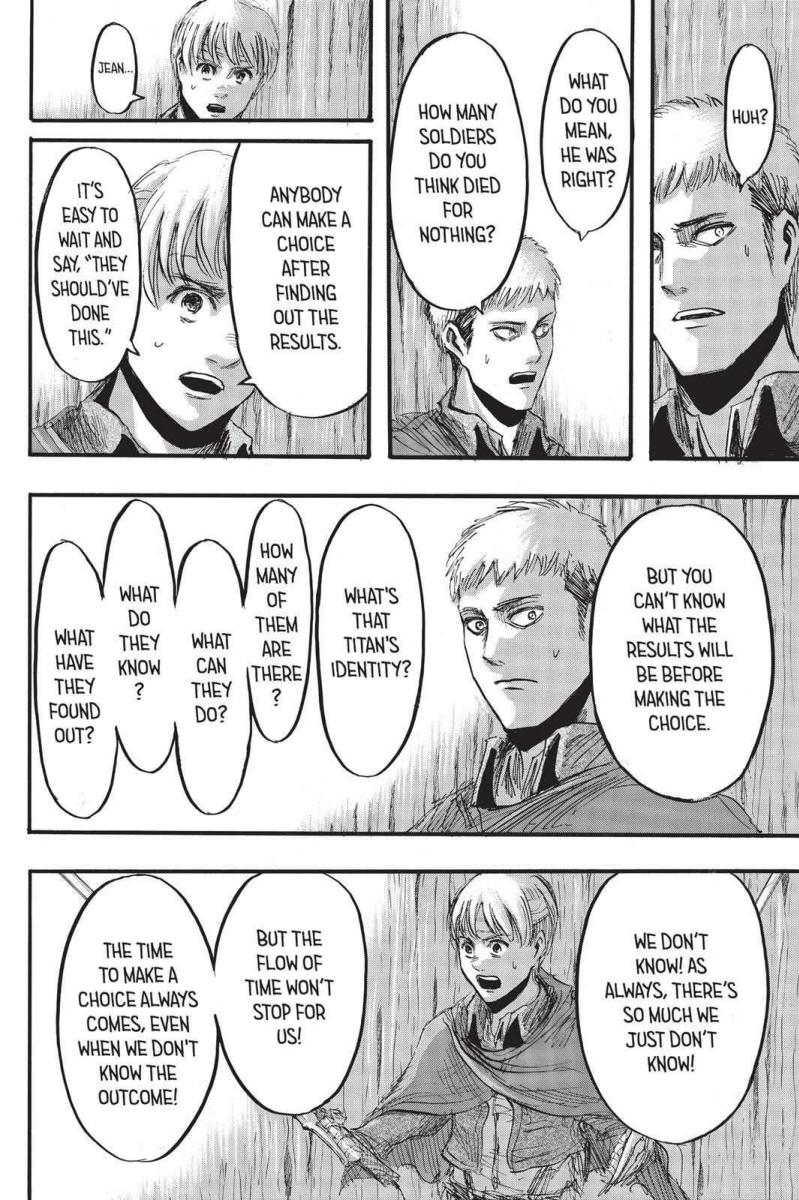 HUH?
WHAT
DO YOU
MEAN,
HE WAS
RIGHT?
HOW MANY
SOLDIERS
DO YOU
THINK DIED
FOR
NOTHING?
JEAN...
ANYBODY
CAN MAKE A
CHOICE
AFTER
FINDING
OUT THE
RESULTS.
IT'S
EASY TO
WAIT AND
SAY, "THEY
SHOULD'VE
DONE
THIS."
BUT YOU
CAN'T KNOW
WHAT THE
RESULTS WILL
BE BEFORE
MAKING THE
CHOICE.
WHAT'S
THAT
TITAN'S
IDENTITY?
HOW
MANY
OF
THEM
ARE
THERE
?
WHAT
CAN
THEY
DO?
WHAT
DO
THEY
KNOW
?
WHAT
HAVE
THEY
FOUND
OUT?
WE DON'T
KNOW! AS
ALWAYS, THERE'S
SO MUCH WE
JUST DON'T
KNOW!
BUT THE
FLOW OF
TIME WON'T
STOP FOR
US!
THE TIME
TO MAKE A
CHOICE ALWAYS
COMES, EVEN
WHEN WE DON'T
KNOW THE
OUTCOME!